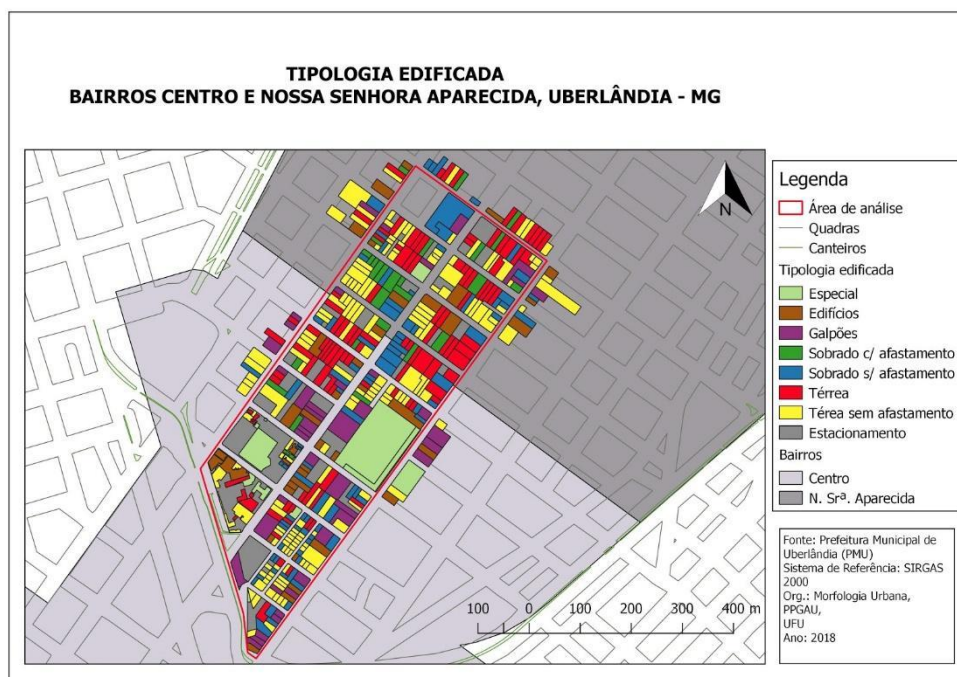 TIPOLOGIA EDIFICADA
BAIRROS CENTRO E NOSSA SENHORA APARECIDA, UBERLÂNDIA - MG
N
100 0 100 200 300 400 m
Legenda
Área de análise
Quadras
Canteiros
Tipologia edificada
Especial
Edifícios
Galpões
Sobrado c/ afastamento
Sobrado s/ afastamento
Térrea
Térea sem afastamento
Estacionamento
Bairros
Centro
N. Srª. Aparecida
Fonte: Prefeitura Municipal de
Uberlândia (PMU)
Sistema de Referência: SIRGAS
2000
Org.: Morfologia Urbana,
PPGAU,
UFU
Ano: 2018